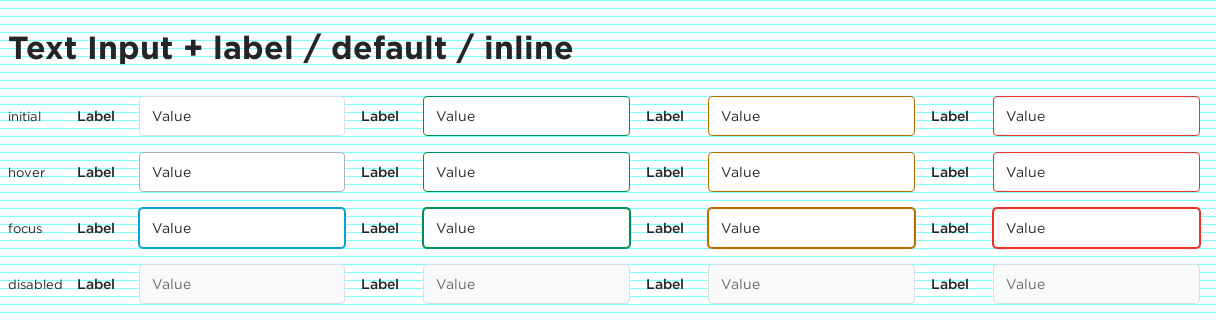 Text Input + label / default / inline
initial Label Value Label Value Label Value Label Value
hover Label Value Label Value Label Value Label Value
focus Label Value Label Value Label Value Label Value
disabled Label Value Label Value Label Value Label Value